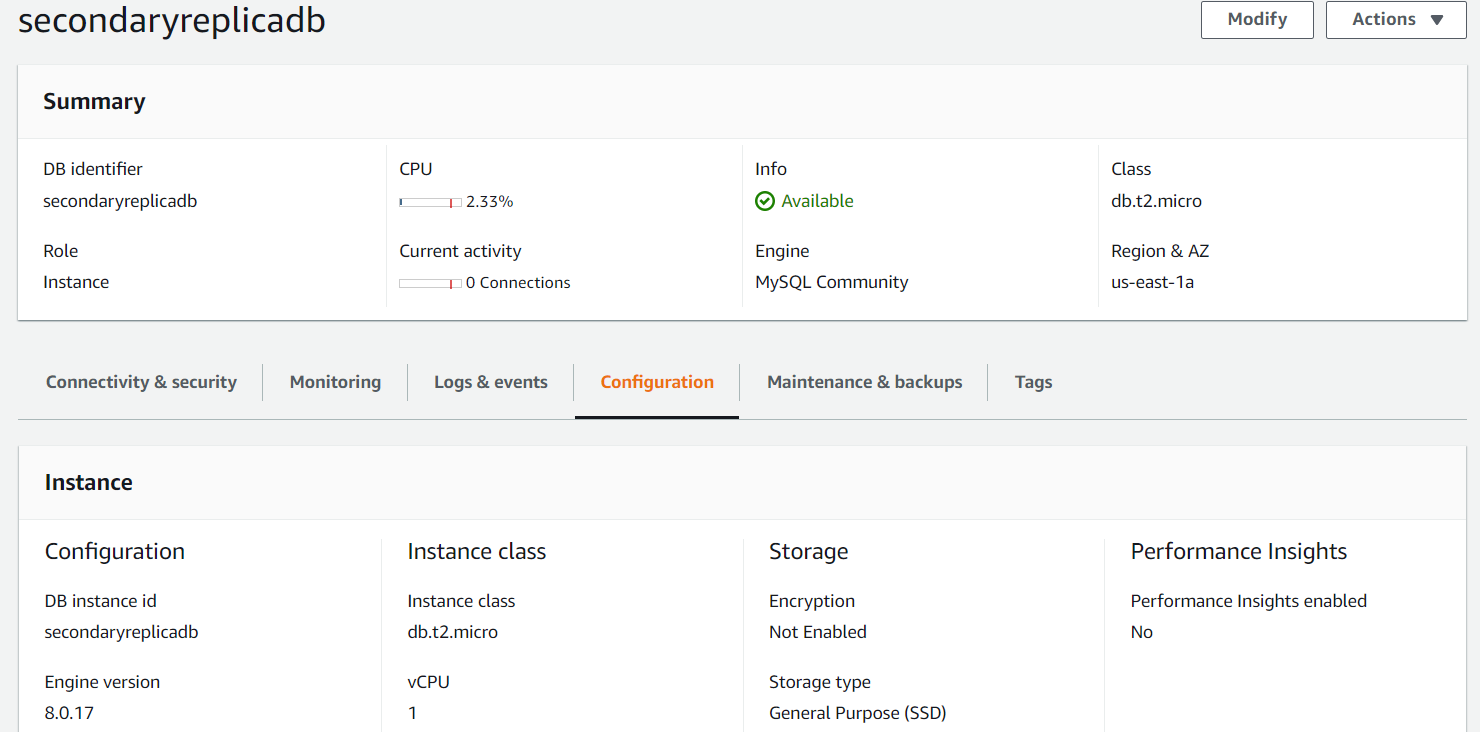 secondaryreplicadb
Modify
Actions
Summary
DB identifier
secondaryreplicadb
CPU
2.33%
Info
Available
Class
db.t2.micro
Role
Instance
Current activity
0 Connections
Engine
MySQL Community
Region & AZ
us-east-1a
Connectivity & security
Monitoring
Logs & events
Configuration
Maintenance & backups
Tags
Instance
Configuration
DB instance id
secondaryreplicadb
Engine version
8.0.17
Instance class
Instance class
db.t2.micro
vCPU
1
Storage
Encryption
Not Enabled
Storage type
General Purpose (SSD)
Performance Insights
Performance Insights enabled
No